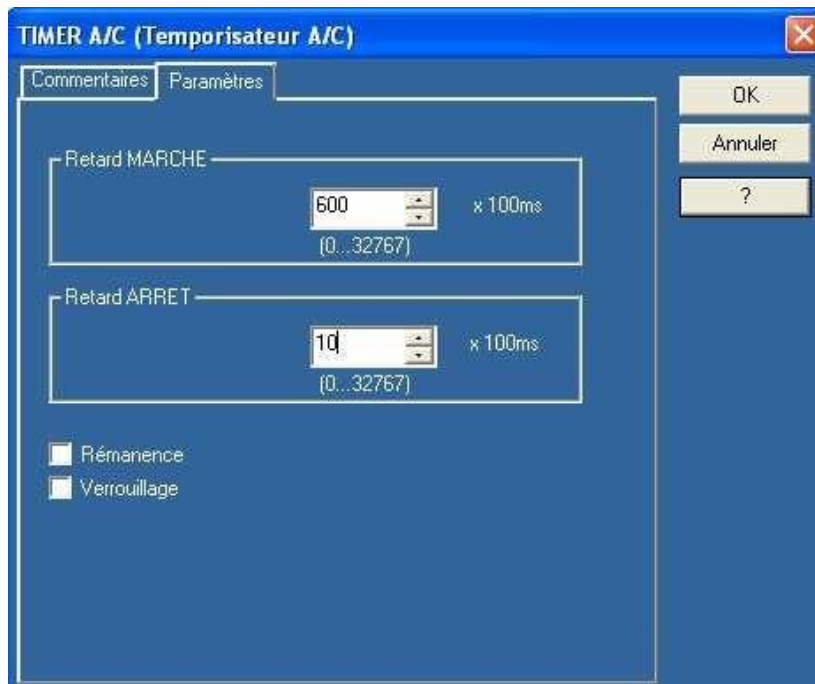 TIMER A/C (Temporisateur A/C)
Commentaires Paramètres
OK
Annuler
?
Retard MARCHE
600 x 100ms
(0...32767)
Retard ARRET
10 x 100ms
(0...32767)
Rémanence
Verrouillage